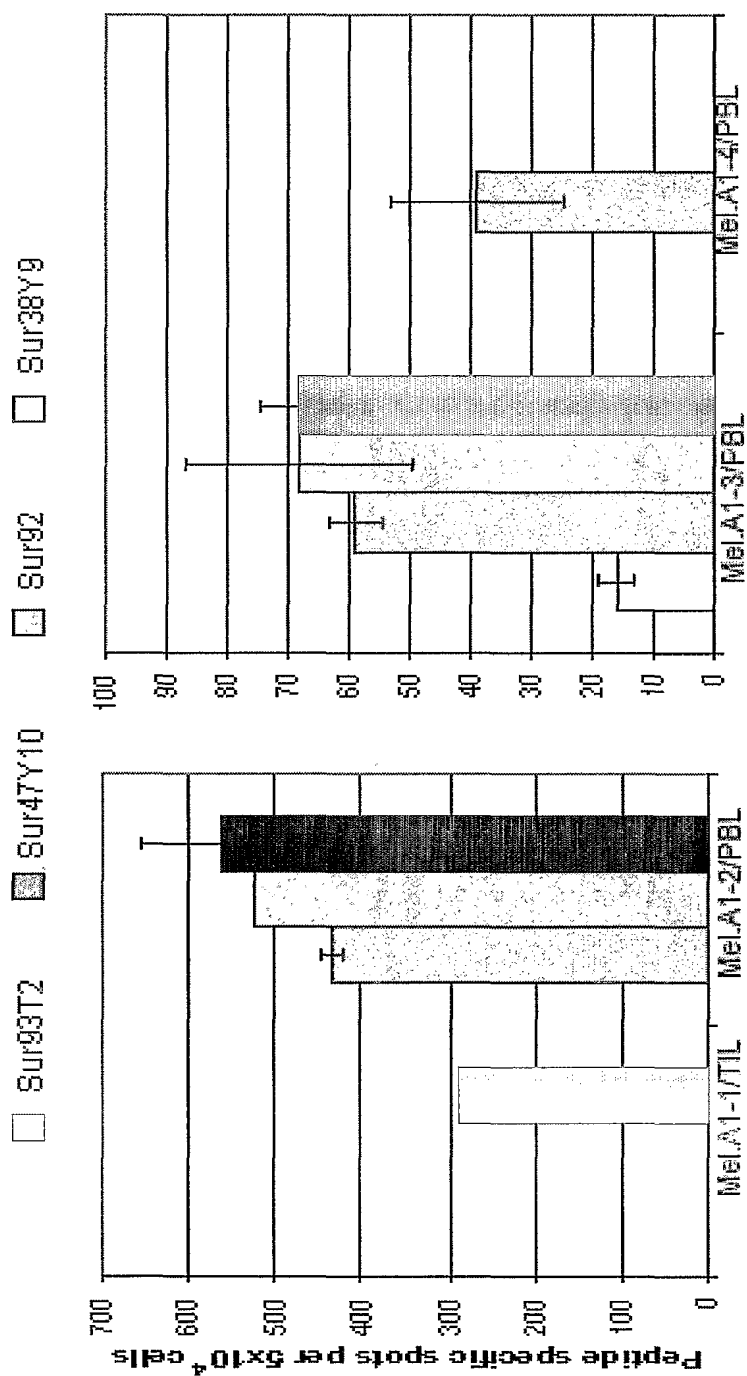 Sur93T2
Sur47Y10
Sur92
Sur38Y9
Peptide specific spots per 5x10⁴ cells
700
600
500
400
300
200
100
0
Mel.A1-1/TIL
Mel.A1-2/PBL
100
90
80
70
60
50
40
30
20
10
0
Mel.A1-3/PBL
Mel.A1-4/PBL